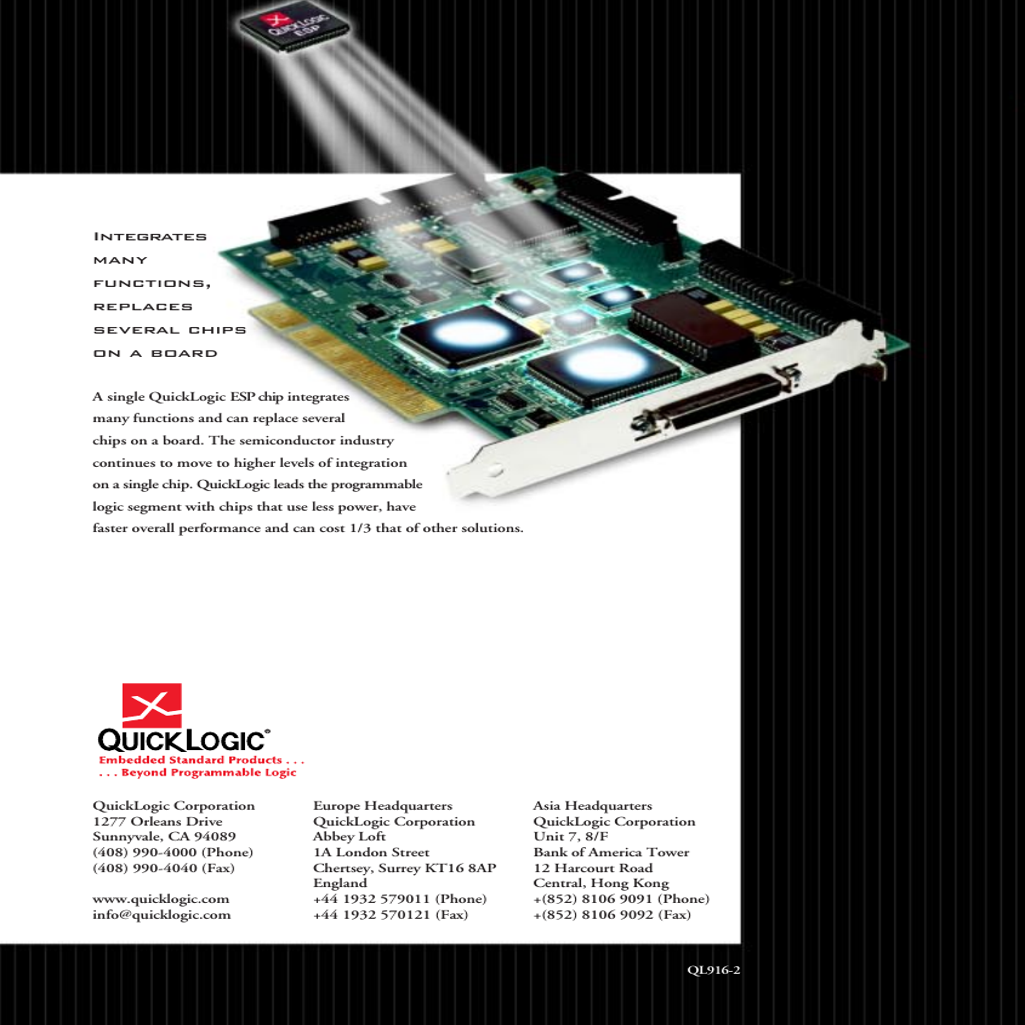 QUICKLOGIC
ESP
INTEGRATES
MANY
FUNCTIONS,
REPLACES
SEVERAL CHIPS
ON A BOARD
A single QuickLogic ESP chip integrates
many functions and can replace several
chips on a board. The semiconductor industry
continues to move to higher levels of integration
on a single chip. QuickLogic leads the programmable
logic segment with chips that use less power, have
faster overall performance and can cost 1/3 that of other solutions.
QUICKLOGIC®
Embedded Standard Products . . .
. . . Beyond Programmable Logic
QuickLogic Corporation
1277 Orleans Drive
Sunnyvale, CA 94089
(408) 990-4000 (Phone)
(408) 990-4040 (Fax)
www.quicklogic.com
info@quicklogic.com
Europe Headquarters
QuickLogic Corporation
Abbey Loft
1A London Street
Chertsey, Surrey KT16 8AP
England
+44 1932 579011 (Phone)
+44 1932 570121 (Fax)
Asia Headquarters
QuickLogic Corporation
Unit 7, 8/F
Bank of America Tower
12 Harcourt Road
Central, Hong Kong
+(852) 8106 9091 (Phone)
+(852) 8106 9092 (Fax)
QL916-2